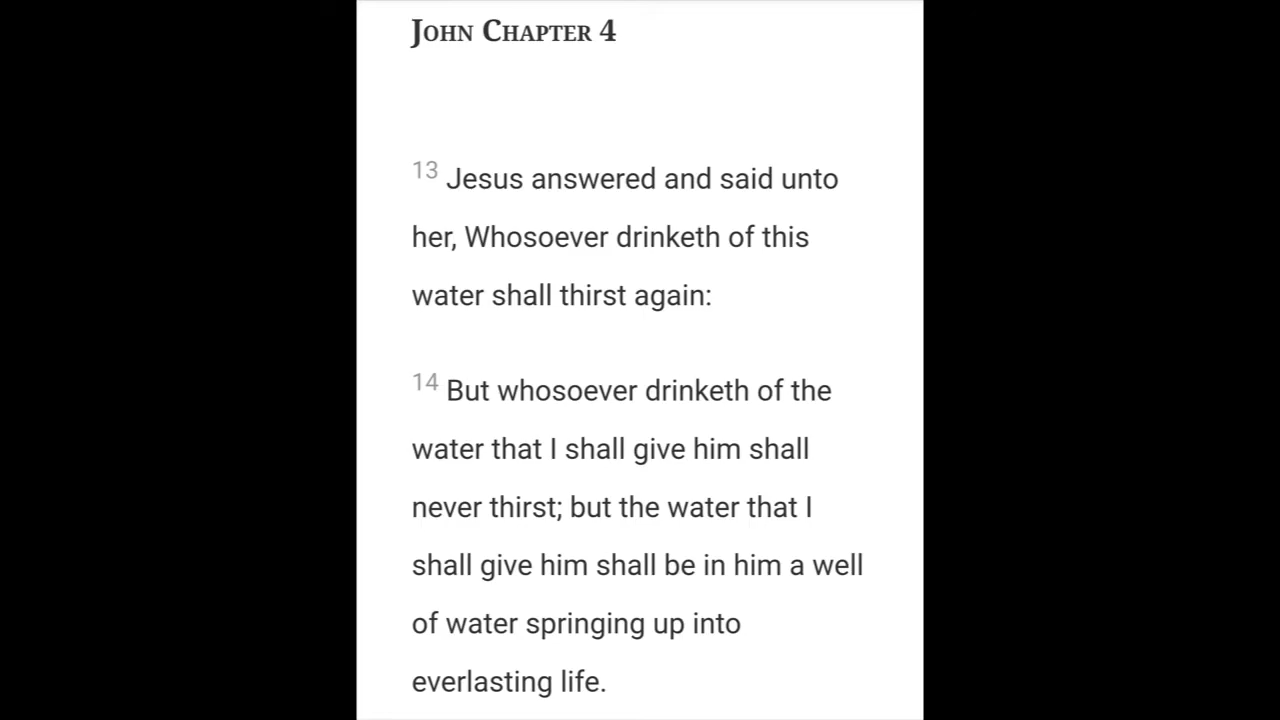 John Chapter 4
13 Jesus answered and said unto
her, Whosoever drinketh of this
water shall thirst again:
14 But whosoever drinketh of the
water that I shall give him shall
never thirst; but the water that I
shall give him shall be in him a well
of water springing up into
everlasting life.